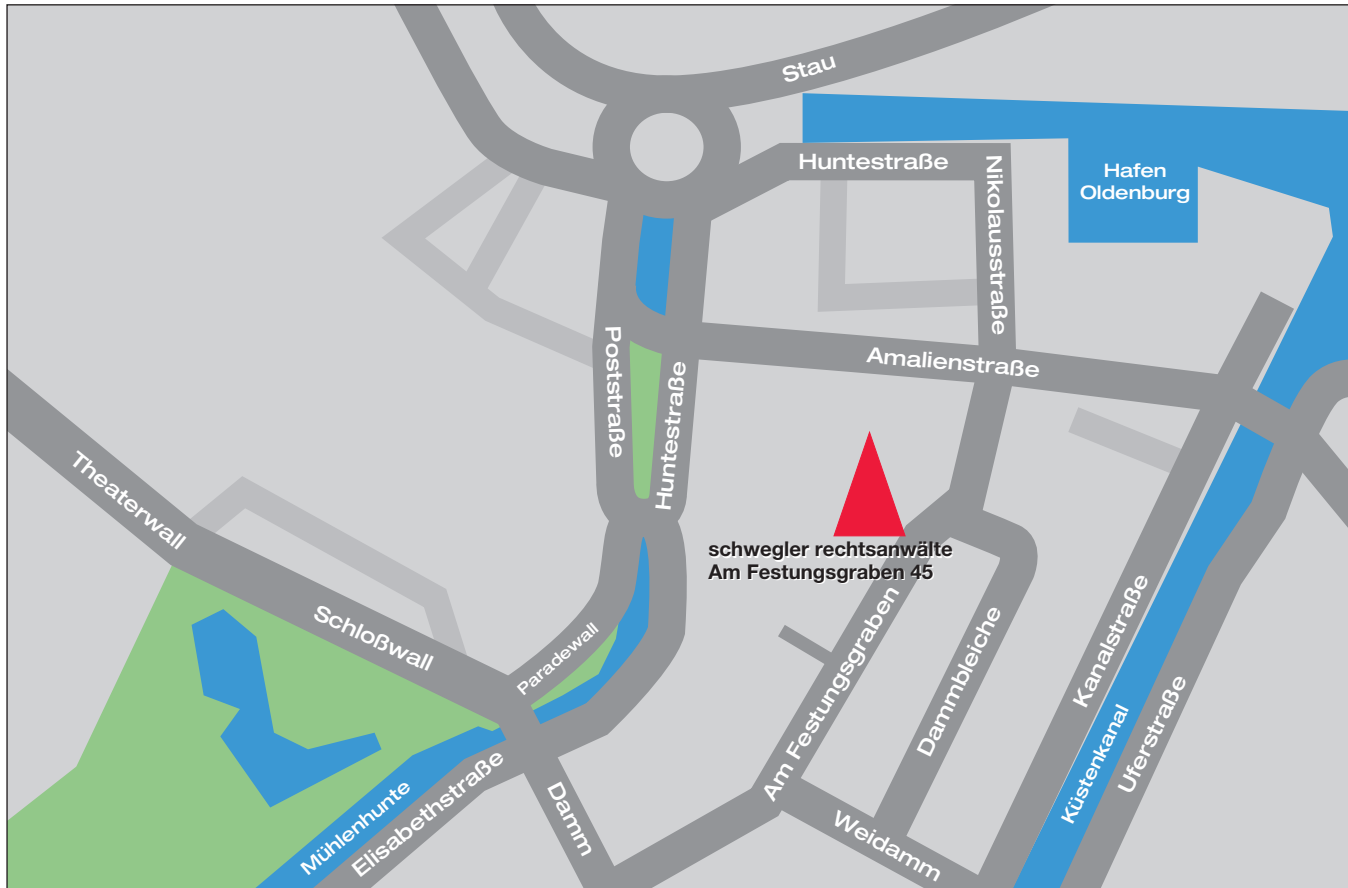 Stau
Huntestraße
Nikolausstraße
Hafen
Oldenburg
Poststraße
Huntestraße
Amalienstraße
Theaterwall
schwegler rechtsanwälte
Am Festungsgraben 45
Schloßwall
Paradewall
Am Festungsgraben
Dammbleiche
Kanalstraße
Küstenkanal
Uferstraße
Mühlenhunte
Elisabethstraße
Damm
Weidamm